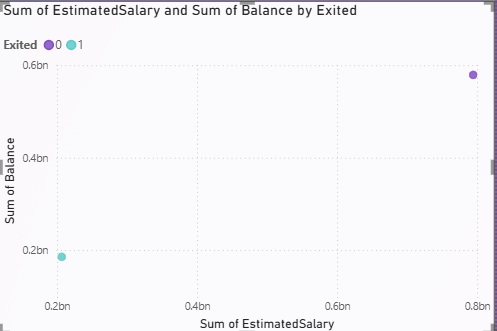 Sum of EstimatedSalary and Sum of Balance by Exited
Exited 0 1
0.6bn
0.4bn
0.2bn
Sum of Balance
0.2bn 0.4bn 0.6bn 0.8bn
Sum of EstimatedSalary